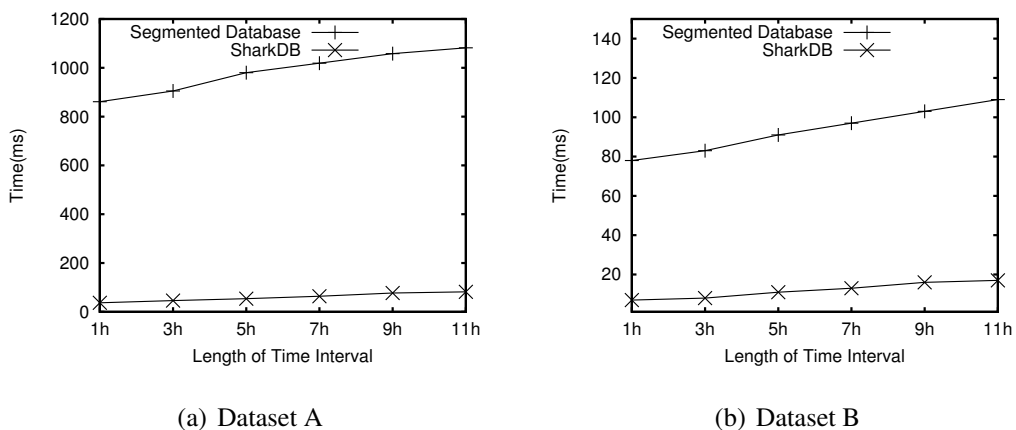 1200
1000
800
600
400
200
0
Time(ms)
Segmented Database
SharkDB
1h 3h 5h 7h 9h 11h
Length of Time Interval
(a) Dataset A
140
120
100
80
60
40
20
Time(ms)
Segmented Database
SharkDB
1h 3h 5h 7h 9h 11h
Length of Time Interval
(b) Dataset B